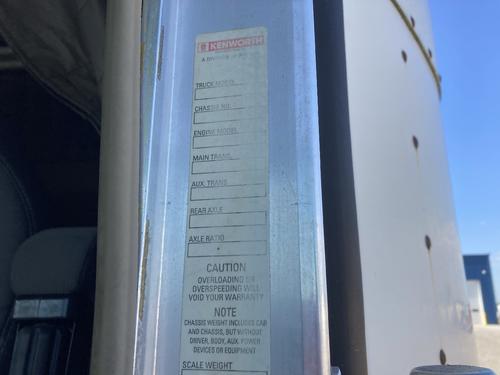 KENWORTH
A DIVISION OF
TRUCK MODEL
CHASSIS NO.
ENGINE MODEL
MAIN TRANS.
AUX. TRANS
REAR AXLE
AXLE RATIO
CAUTION
OVERLOADING OR
OVERSPEEDING WILL
VOID YOUR WARRANTY
NOTE
CHASSIS WEIGHT INCLUDES CAB
AND CHASSIS, BUT WITHOUT
DRIVER, BODY, AUX. POWER
DEVICES OR EQUIPMENT
SCALE WEIGHT